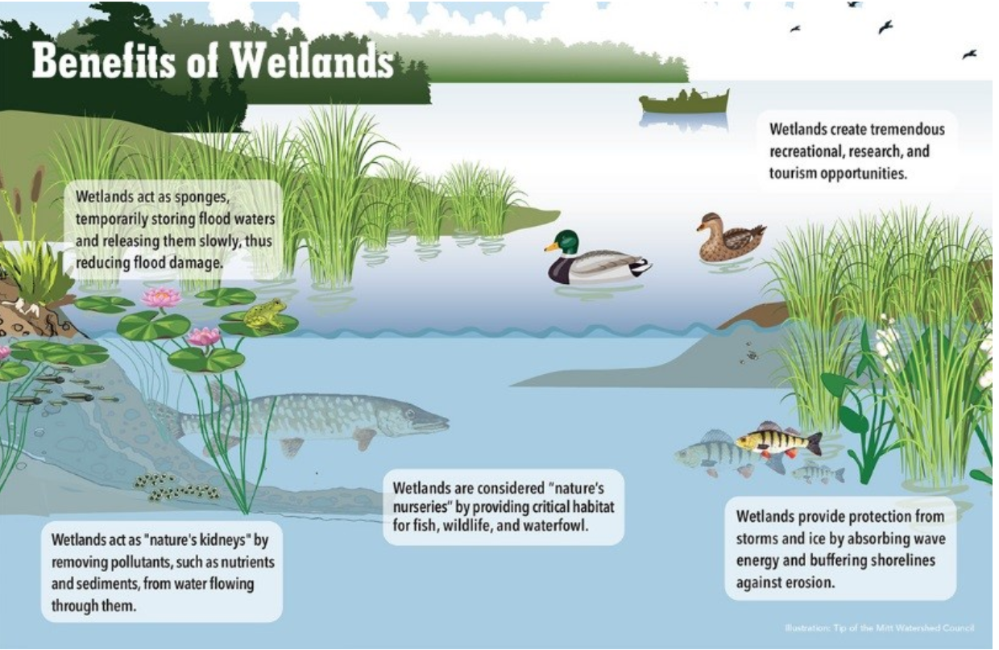 Benefits of Wetlands
Wetlands create tremendous
recreational, research, and
tourism opportunities.
Wetlands act as sponges,
temporarily storing flood waters
and releasing them slowly, thus
reducing flood damage.
Wetlands are considered "nature's
nurseries" by providing critical habitat
for fish, wildlife, and waterfowl.
Wetlands provide protection from
storms and ice by absorbing wave
energy and buffering shorelines
against erosion.
Wetlands act as "nature's kidneys" by
removing pollutants, such as nutrients
and sediments, from water flowing
through them.
Illustration: Tip of the Mitt Watershed Council